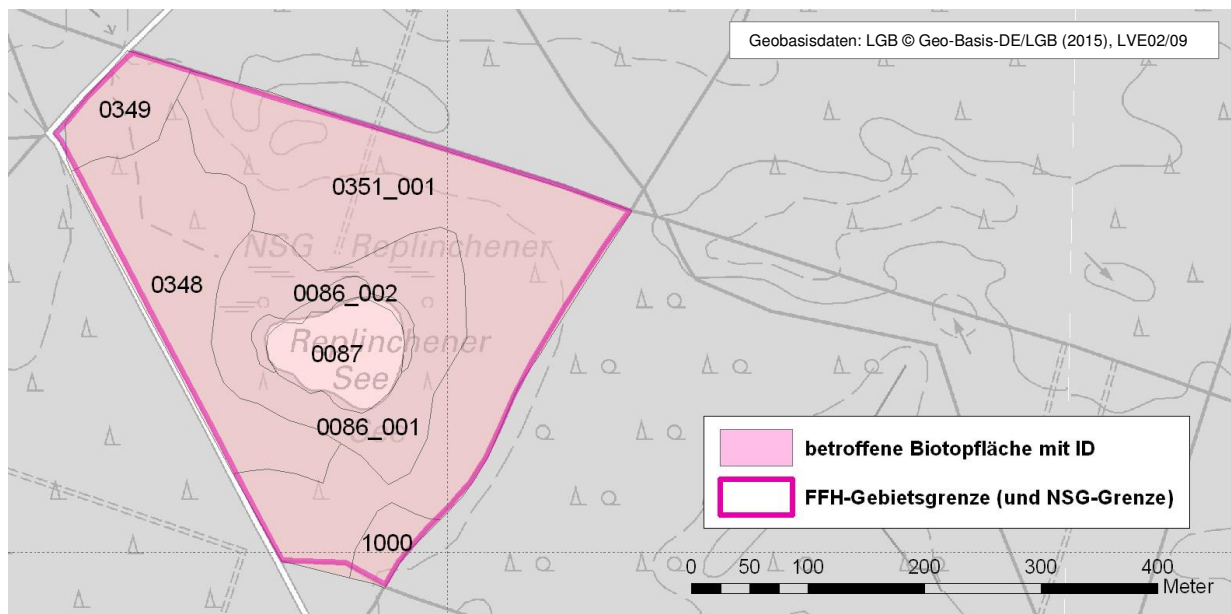 Geobasisdaten: LGB © Geo-Basis-DE/LGB (2015), LVE02/09
0349
0351_001
NSG Replinchener
0348
0086_002
Replinchener
0087
See
0086_001
See
1000
betroffene Biotopfläche mit ID
FFH-Gebietsgrenze (und NSG-Grenze)
0 50 100 200 300 400
Meter